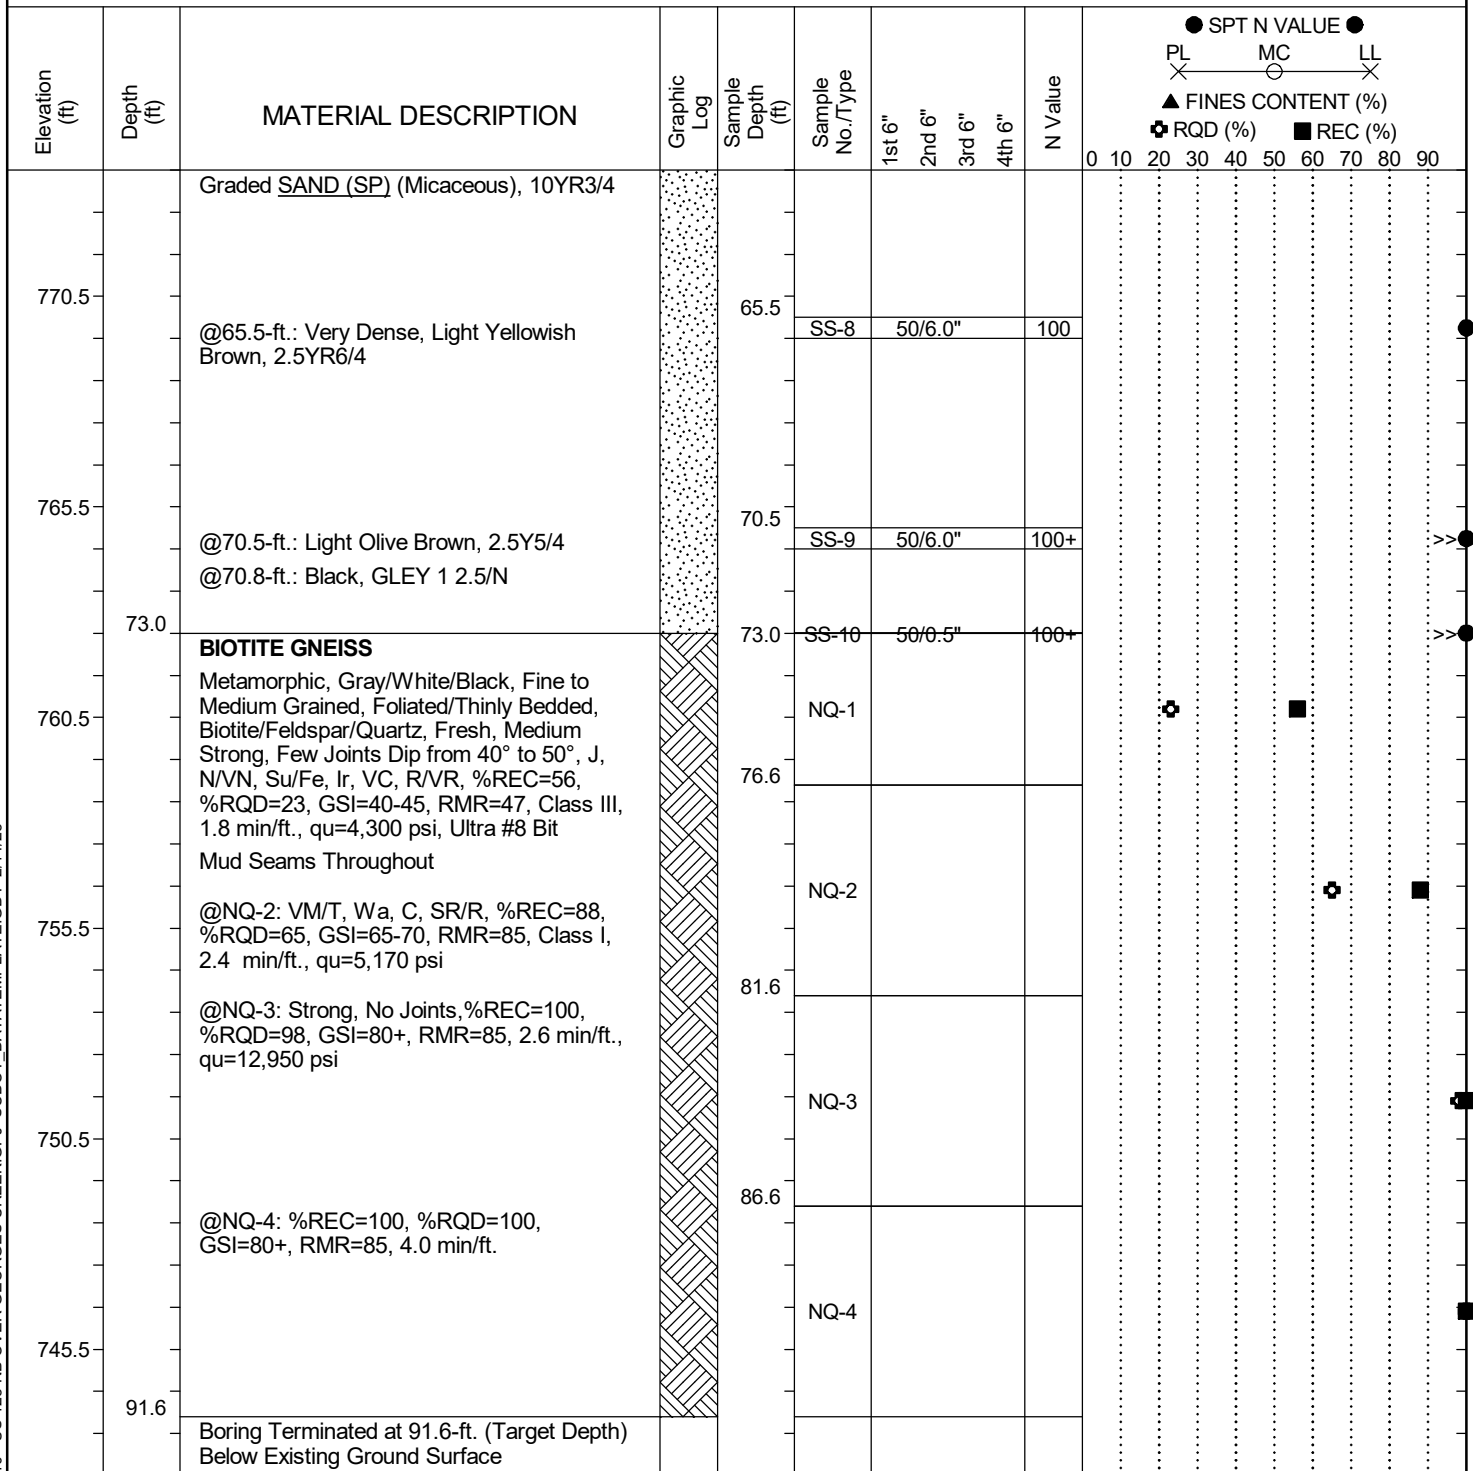 ● SPT N VALUE ●
PL MC LL
▲ FINES CONTENT (%)
RQD (%) ■ REC (%)
Elevation (ft)
Depth (ft)
MATERIAL DESCRIPTION
Graphic Log
Sample Depth (ft)
Sample No./Type
1st 6"
2nd 6"
3rd 6"
4th 6"
N Value
0 10 20 30 40 50 60 70 80 90
Graded SAND (SP) (Micaceous), 10YR3/4
770.5
65.5
SS-8 50/6.0" 100
@65.5-ft.: Very Dense, Light Yellowish
Brown, 2.5YR6/4
765.5
70.5
@70.5-ft.: Light Olive Brown, 2.5Y5/4
SS-9 50/6.0" 100+ >>
@70.8-ft.: Black, GLEY 1 2.5/N
73.0
73.0 SS-10 50/0.5" 100+ >>
BIOTITE GNEISS
Metamorphic, Gray/White/Black, Fine to
Medium Grained, Foliated/Thinly Bedded,
Biotite/Feldspar/Quartz, Fresh, Medium
Strong, Few Joints Dip from 40° to 50°, J,
N/VN, Su/Fe, Ir, VC, R/VR, %REC=56,
%RQD=23, GSI=40-45, RMR=47, Class III,
1.8 min/ft., qu=4,300 psi, Ultra #8 Bit
NQ-1
760.5
76.6
Mud Seams Throughout
NQ-2
@NQ-2: VM/T, Wa, C, SR/R, %REC=88,
%RQD=65, GSI=65-70, RMR=85, Class I,
2.4 min/ft., qu=5,170 psi
755.5
81.6
@NQ-3: Strong, No Joints,%REC=100,
%RQD=98, GSI=80+, RMR=85, 2.6 min/ft.,
qu=12,950 psi
NQ-3
750.5
86.6
@NQ-4: %REC=100, %RQD=100,
GSI=80+, RMR=85, 4.0 min/ft.
NQ-4
745.5
91.6
Boring Terminated at 91.6-ft. (Target Depth)
Below Existing Ground Surface